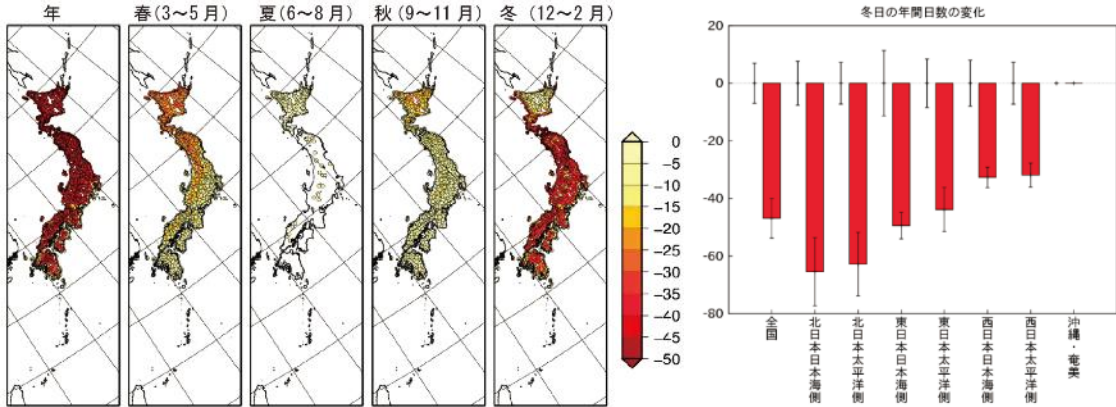 年
春(3～5月)
夏(6～8月)
秋(9～11月)
冬（12～2月）
0
-5
-10
-15
-20
-25
-30
-35
-40
-45
-50
冬日の年間日数の変化
20
0
-20
-40
-60
-80
全国
北日本日本海側
北日本太平洋側
東日本日本海側
東日本太平洋側
西日本日本海側
西日本太平洋側
沖縄・奄美